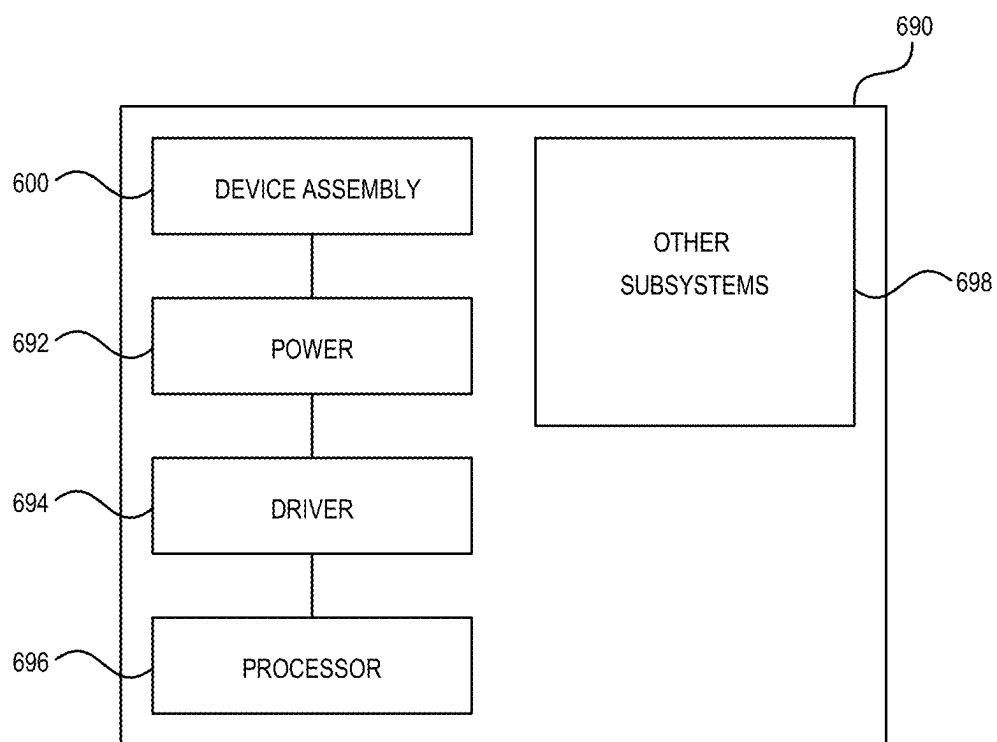 690
600
DEVICE ASSEMBLY
OTHER
SUBSYSTEMS
698
692
POWER
694
DRIVER
696
PROCESSOR